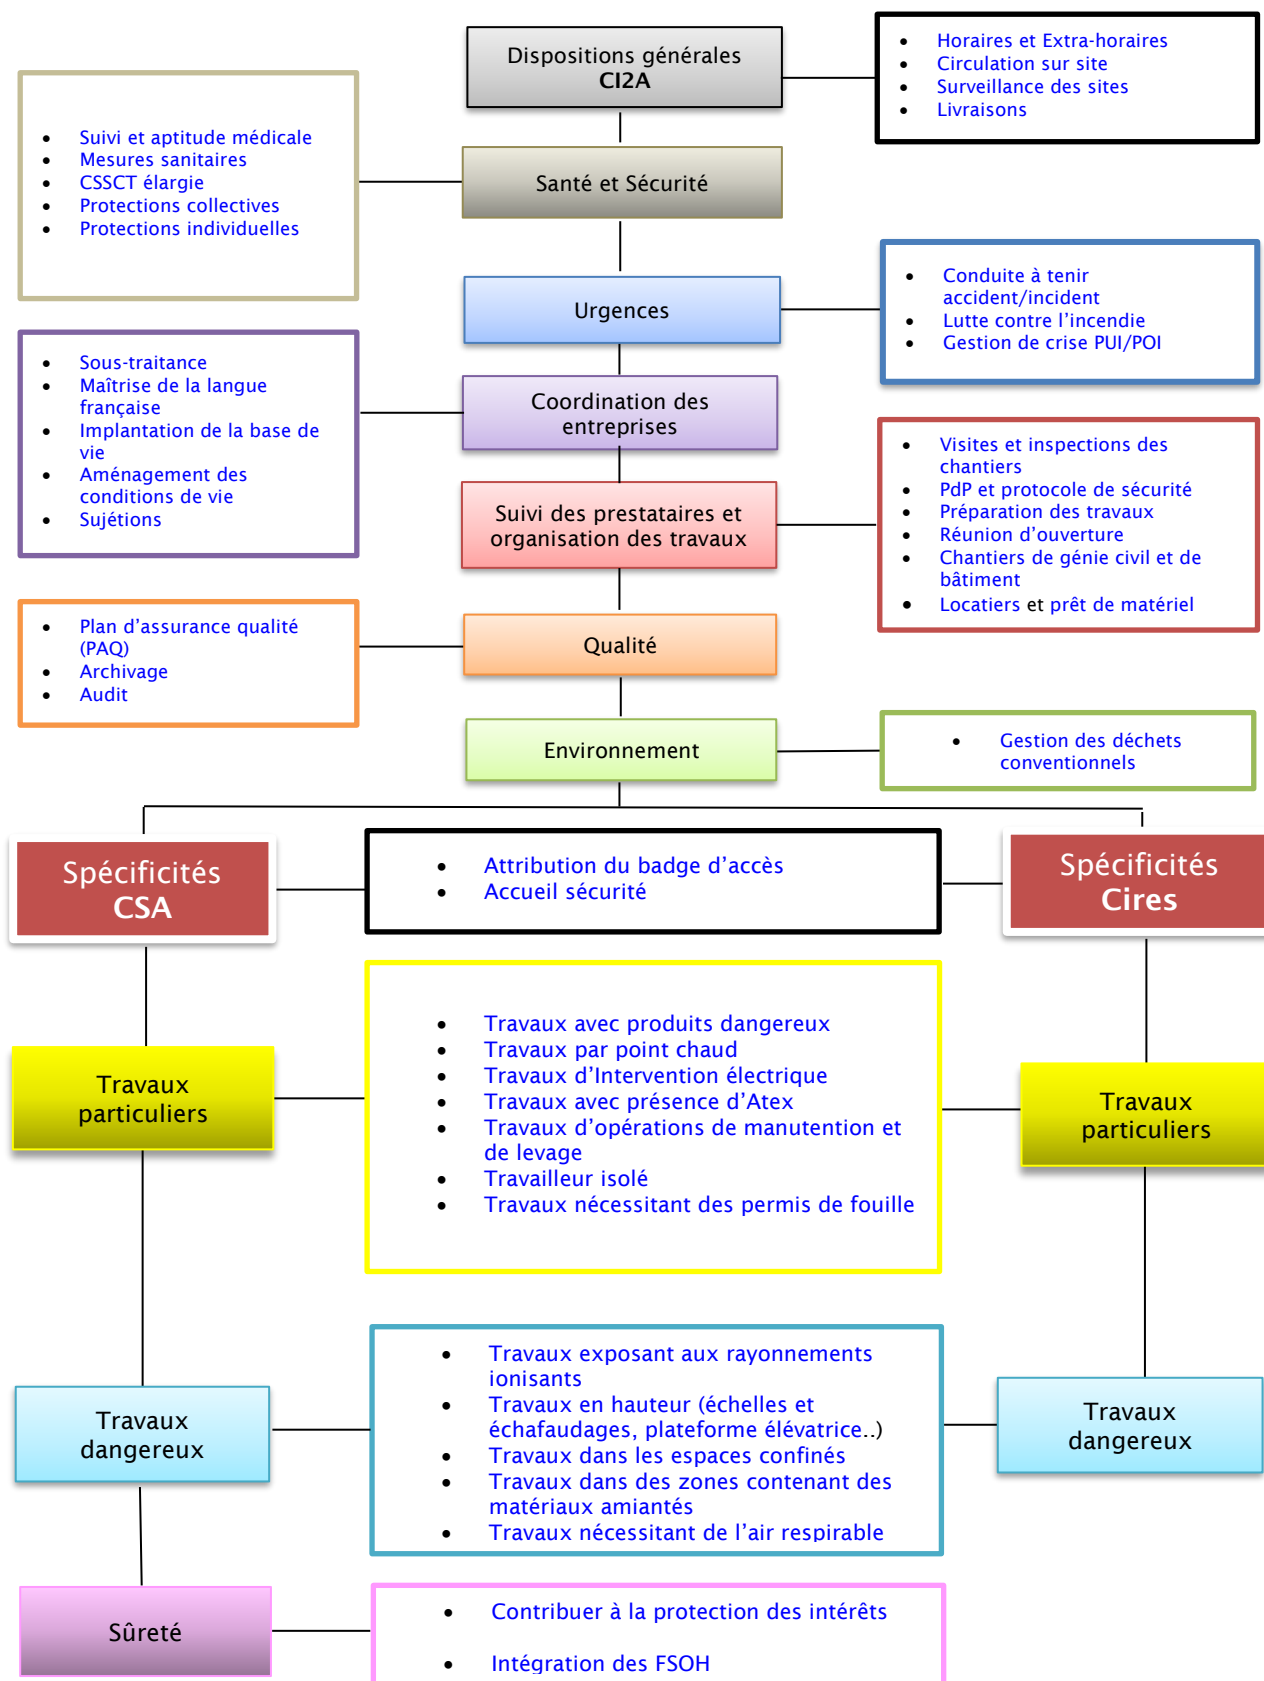 Dispositions générales
CI2A
Horaires et Extra-horaires
Circulation sur site
Surveillance des sites
Livraisons
Suivi et aptitude médicale
Mesures sanitaires
CSSCT élargie
Protections collectives
Protections individuelles
Santé et Sécurité
Urgences
Conduite à tenir
accident/incident
Lutte contre l'incendie
Gestion de crise PUI/POI
Sous-traitance
Maîtrise de la langue
française
Implantation de la base de
vie
Aménagement des
conditions de vie
Sujétions
Coordination des
entreprises
Suivi des prestataires et
organisation des travaux
Visites et inspections des
chantiers
PdP et protocole de sécurité
Préparation des travaux
Réunion d'ouverture
Chantiers de génie civil et de
bâtiment
Locatiers et prêt de matériel
Plan d'assurance qualité
(PAQ)
Archivage
Audit
Qualité
Environnement
Gestion des déchets
conventionnels
Spécificités
CSA
Attribution du badge d'accès
Accueil sécurité
Spécificités
Cires
Travaux
particuliers
Travaux avec produits dangereux
Travaux par point chaud
Travaux d'Intervention électrique
Travaux avec présence d'Atex
Travaux d'opérations de manutention et
de levage
Travailleur isolé
Travaux nécessitant des permis de fouille
Travaux
particuliers
Travaux
dangereux
Travaux exposant aux rayonnements
ionisants
Travaux en hauteur (échelles et
échafaudages, plateforme élévatrice..)
Travaux dans les espaces confinés
Travaux dans des zones contenant des
matériaux amiantés
Travaux nécessitant de l'air respirable
Travaux
dangereux
Sûreté
Contribuer à la protection des intérêts
Intégration des FSOH